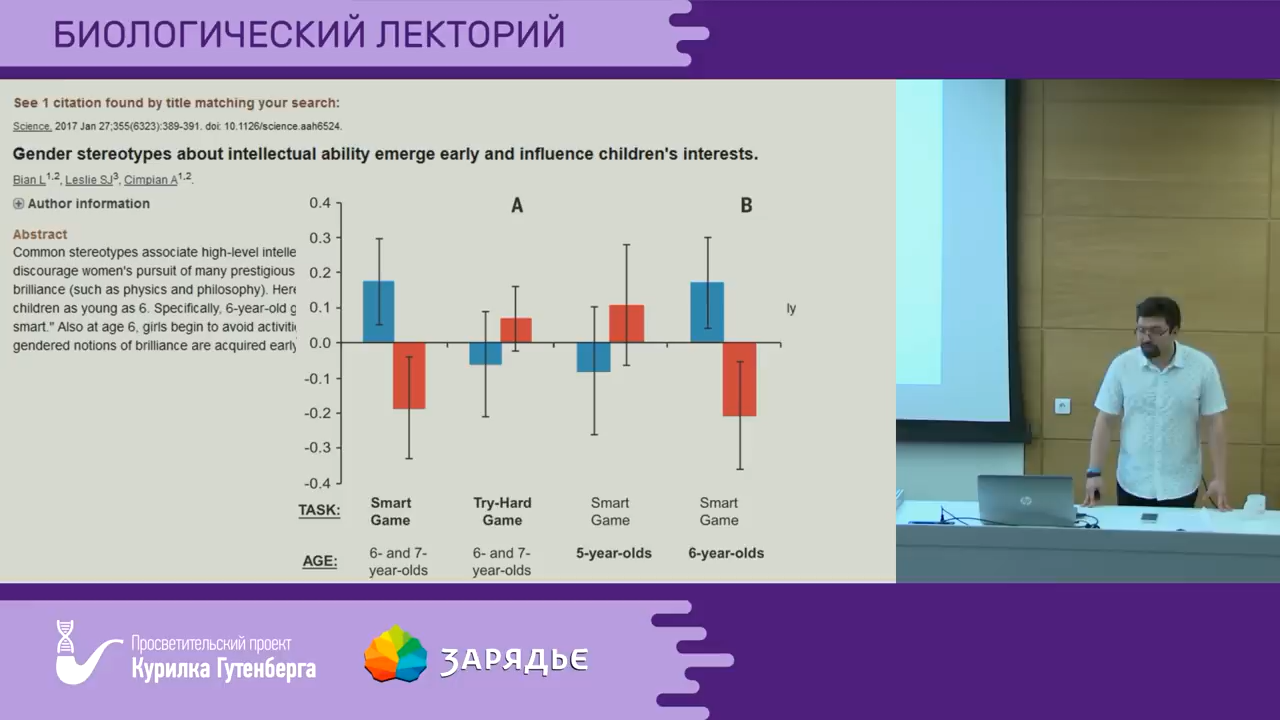 БИОЛОГИЧЕСКИЙ ЛЕКТОРИЙ
See 1 citation found by title matching your search:
Science, 2017 Jan 27;355(6323):389-391. doi: 10.1126/science.aah6524.
Gender stereotypes about intellectual ability emerge early and influence children's interests.
Bian L1,2, Leslie SJ3, Cimpian A1,2.
Author information
Abstract
Common stereotypes associate high-level intelle
discourage women's pursuit of many prestigious
brilliance (such as physics and philosophy). Here
children as young as 6. Specifically, 6-year-old g
smart." Also at age 6, girls begin to avoid activiti
gendered notions of brilliance are acquired early
ly
A
B
0.4
0.3
0.2
0.1
0.0
-0.1
-0.2
-0.3
-0.4
TASK:
Smart Game
Try-Hard Game
Smart Game
Smart Game
AGE:
6- and 7-year-olds
6- and 7-year-olds
5-year-olds
6-year-olds
hp
Просветительский проект
Курилка Гутенберга
ЗАРЯДЬЕ